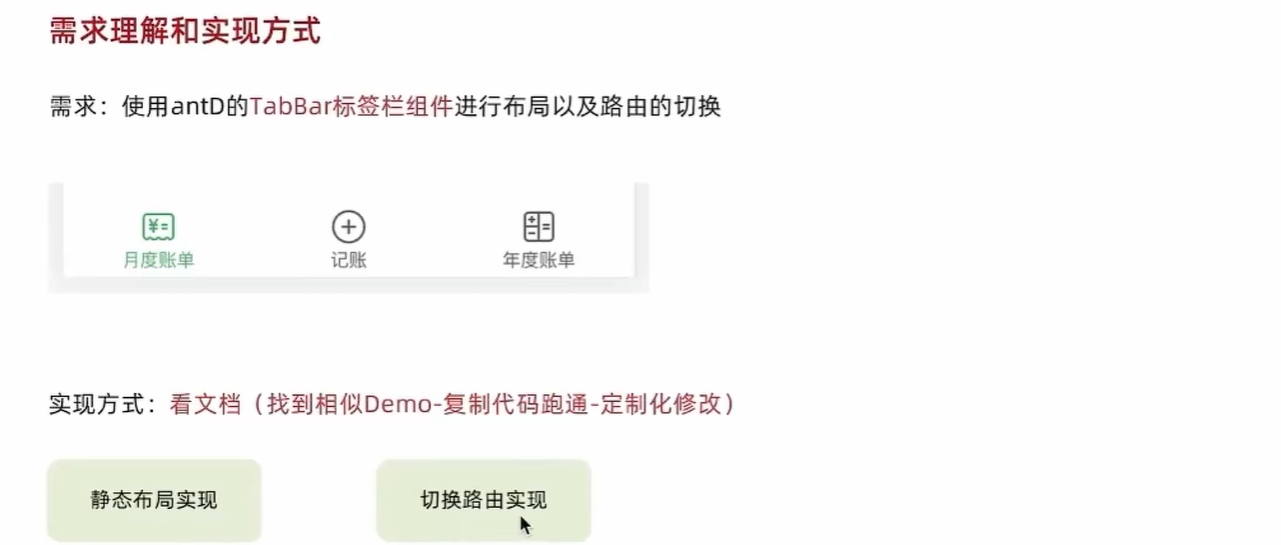 需求理解和实现方式
需求：使用antD的TabBar标签栏组件进行布局以及路由的切换
月度账单 记账 年度账单
实现方式：看文档（找到相似Demo-复制代码跑通-定制化修改）
静态布局实现 切换路由实现